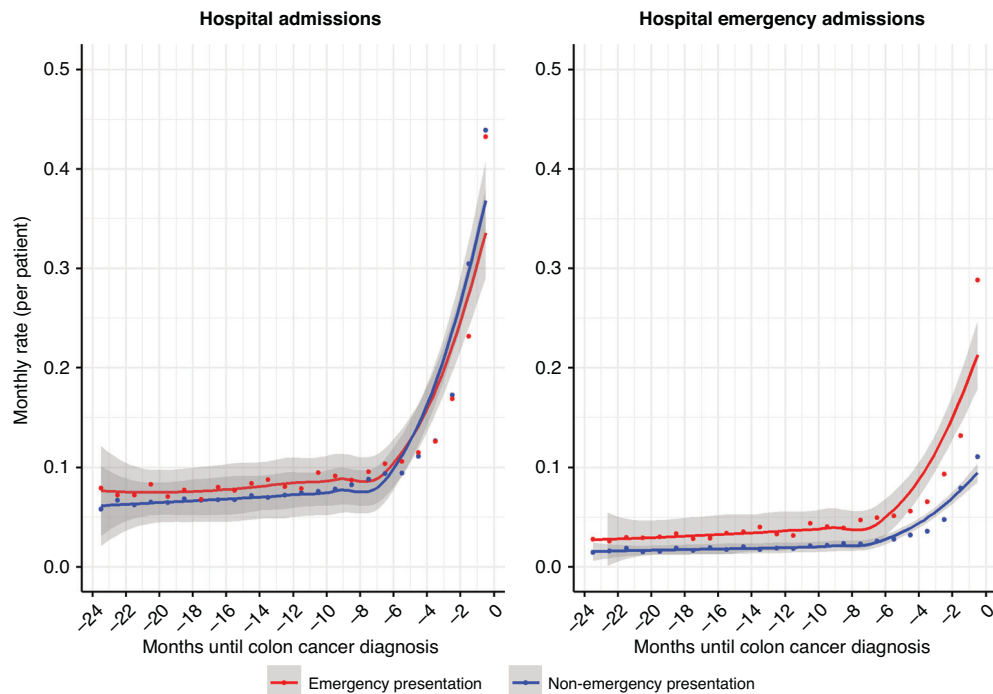 Hospital admissions
Hospital emergency admissions
Monthly rate (per patient)
0.5
0.4
0.3
0.2
0.1
0.0
0.5
0.4
0.3
0.2
0.1
0.0
−24 −22 −20 −18 −16 −14 −12 −10 −8 −6 −4 −2 0
−24 −22 −20 −18 −16 −14 −12 −10 −8 −6 −4 −2 0
Months until colon cancer diagnosis
Months until colon cancer diagnosis
Emergency presentation
Non-emergency presentation